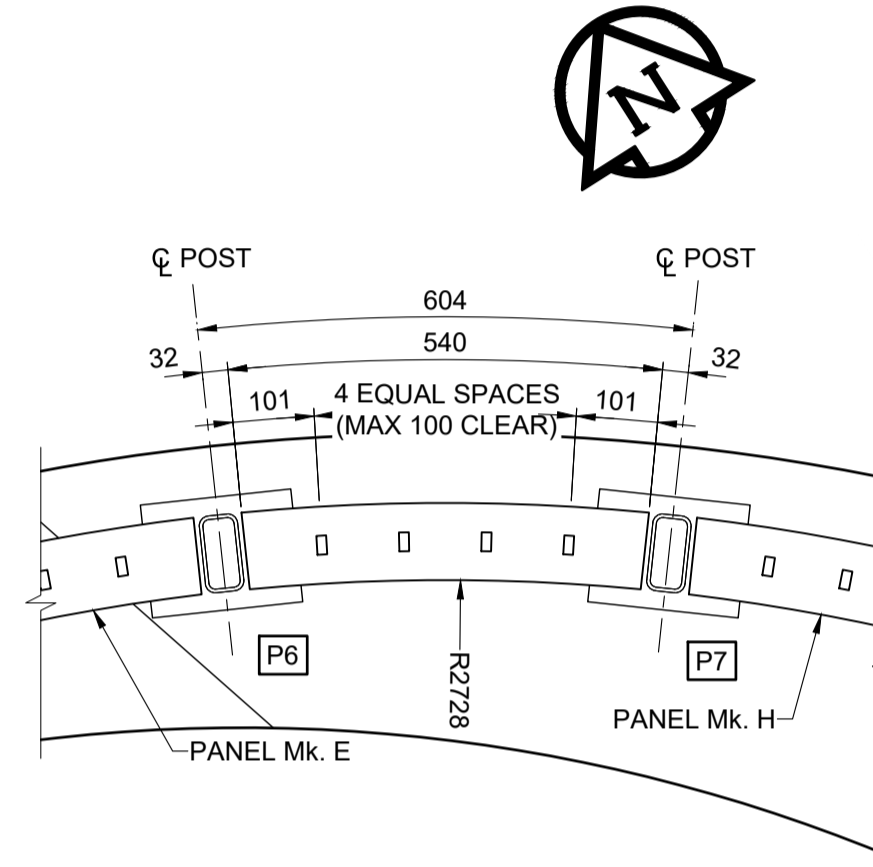 N
℄ POST
℄ POST
604
32
540
32
101
4 EQUAL SPACES
(MAX 100 CLEAR)
101
P6
R2728
P7
PANEL Mk. H
PANEL Mk. E